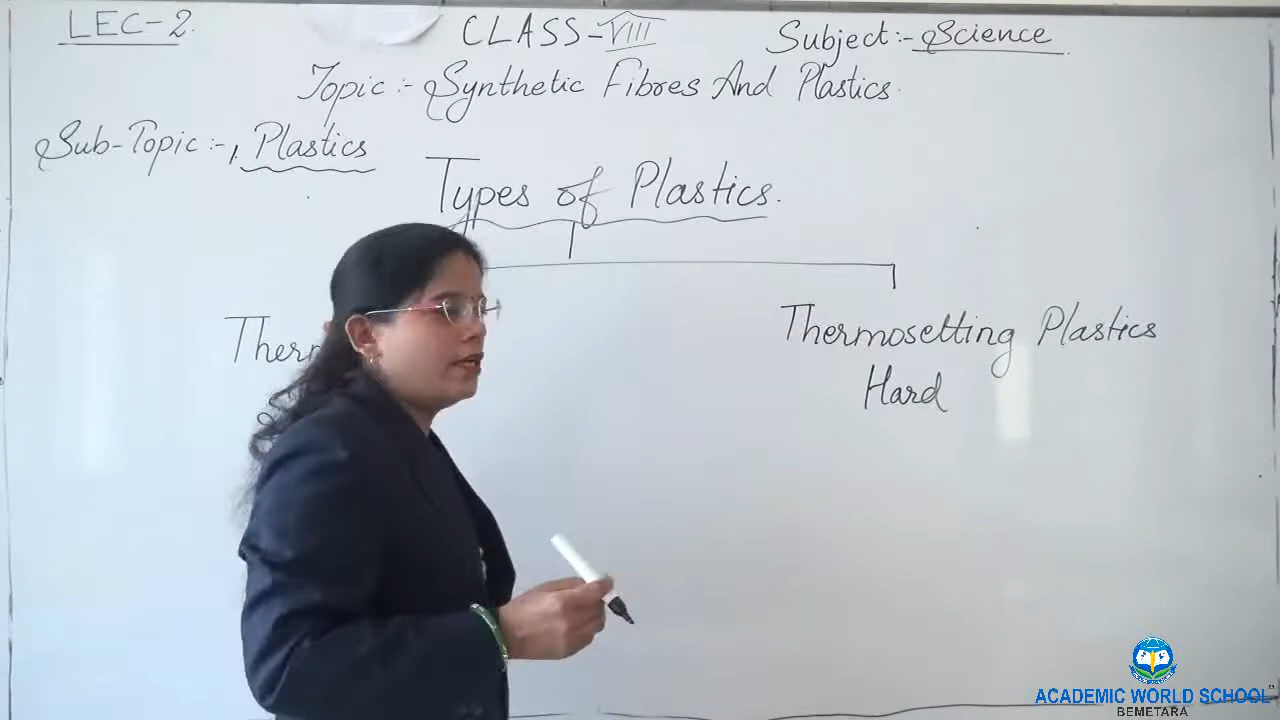 LEC-2.
CLASS-VIII
Subject:- Science
Topic:- Synthetic Fibres And Plastics.
Sub-Topic:-1. Plastics
Types of Plastics.
Thermosetting Plastics
Hard
ACADEMIC WORLD SCHOOL
BEMETARA